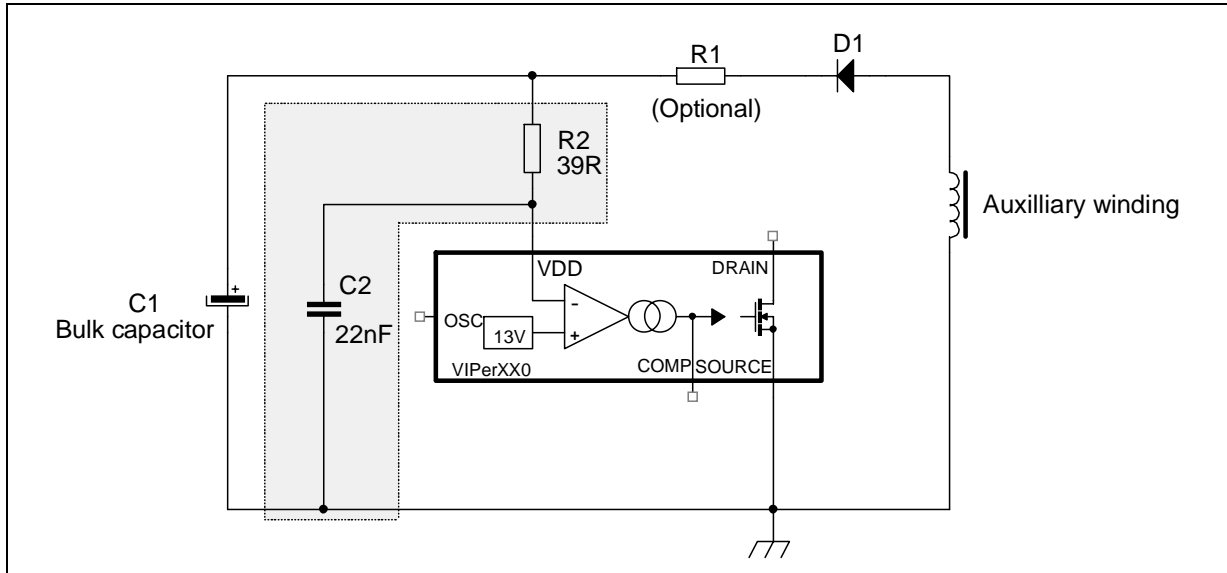 D1
R1
(Optional)
R2
39R
Auxilliary winding
VDD
DRAIN
C2
C1
Bulk capacitor
+
22nF
OSC
13V
-
+
VIPerXX0
COMP
SOURCE